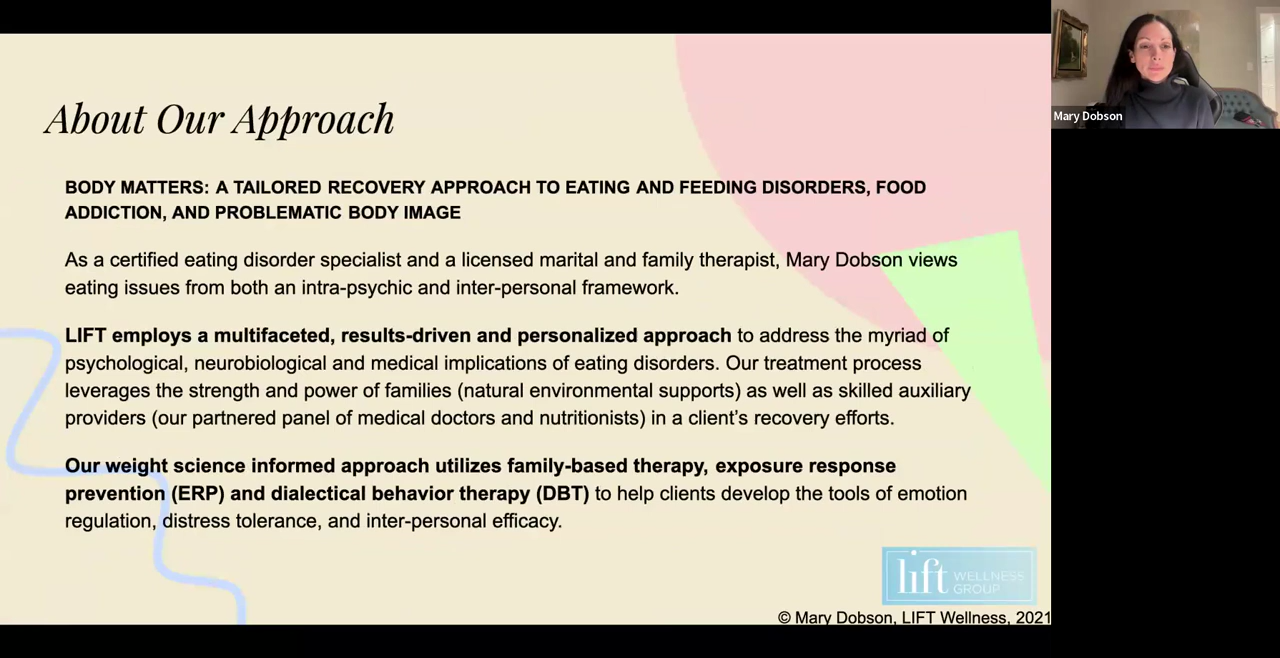 About Our Approach
BODY MATTERS: A TAILORED RECOVERY APPROACH TO EATING AND FEEDING DISORDERS, FOOD
ADDICTION, AND PROBLEMATIC BODY IMAGE
As a certified eating disorder specialist and a licensed marital and family therapist, Mary Dobson views
eating issues from both an intra-psychic and inter-personal framework.
LIFT employs a multifaceted, results-driven and personalized approach to address the myriad of
psychological, neurobiological and medical implications of eating disorders. Our treatment process
leverages the strength and power of families (natural environmental supports) as well as skilled auxiliary
providers (our partnered panel of medical doctors and nutritionists) in a client’s recovery efforts.
Our weight science informed approach utilizes family-based therapy, exposure response
prevention (ERP) and dialectical behavior therapy (DBT) to help clients develop the tools of emotion
regulation, distress tolerance, and inter-personal efficacy.
lift WELLNESS
GROUP
© Mary Dobson, LIFT Wellness, 2021
Mary Dobson